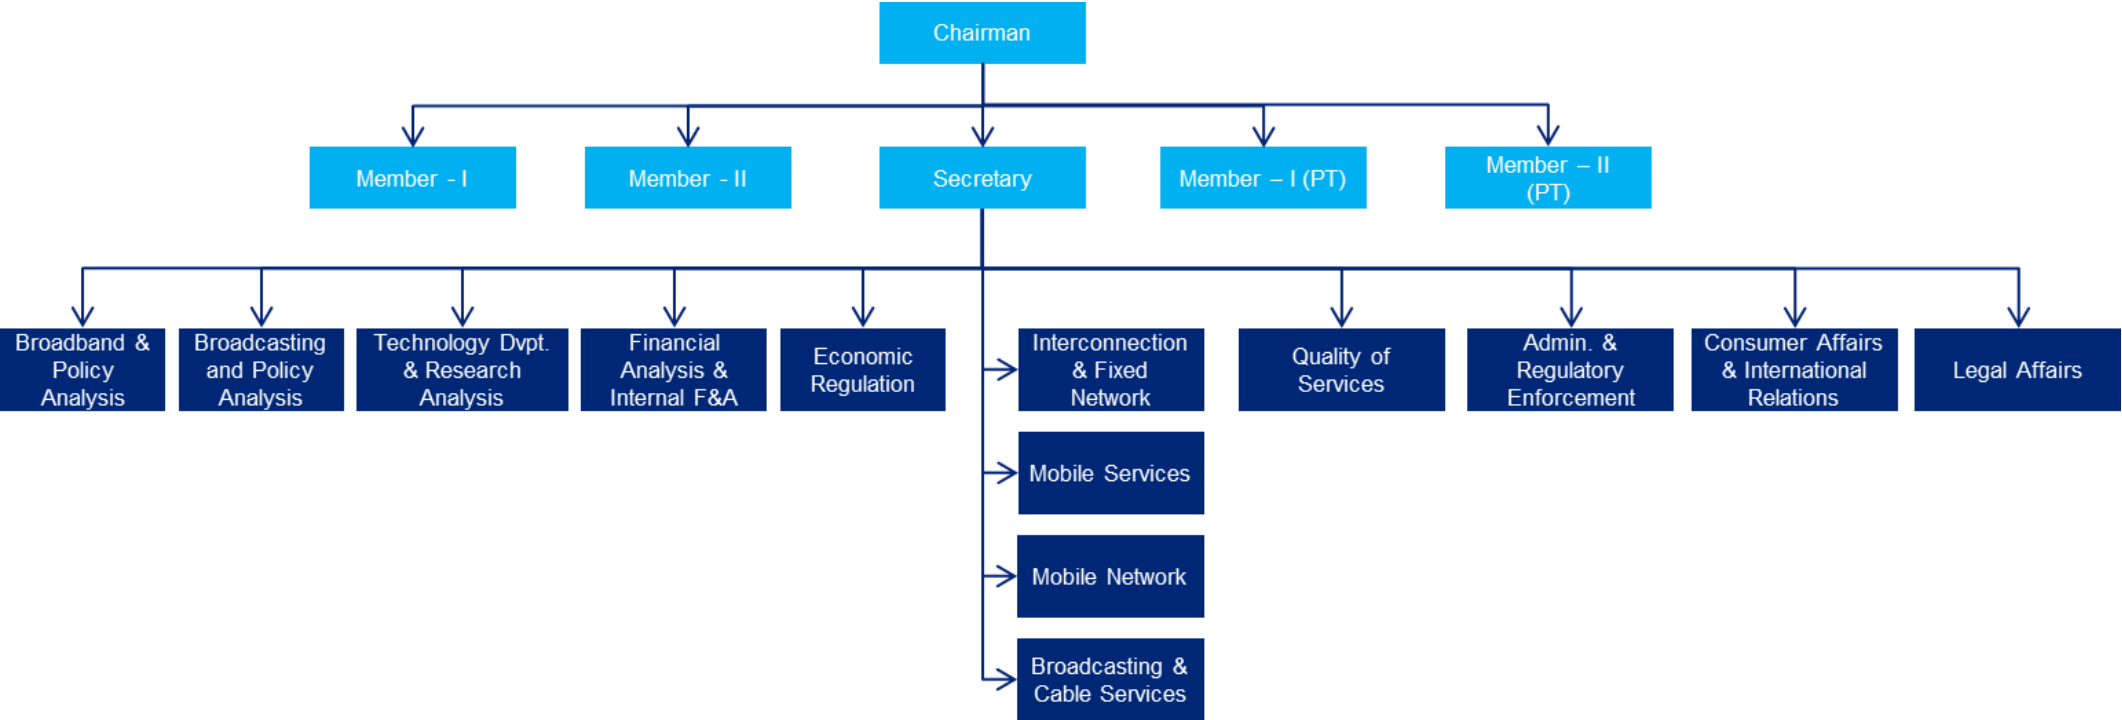 Chairman
Member - I
Member - II
Secretary
Member – I (PT)
Member – II
(PT)
Broadband &
Policy
Analysis
Broadcasting
and Policy
Analysis
Technology Dvpt.
& Research
Analysis
Financial
Analysis &
Internal F&A
Economic
Regulation
Interconnection
& Fixed
Network
Quality of
Services
Admin. &
Regulatory
Enforcement
Consumer Affairs
& International
Relations
Legal Affairs
Mobile Services
Mobile Network
Broadcasting &
Cable Services